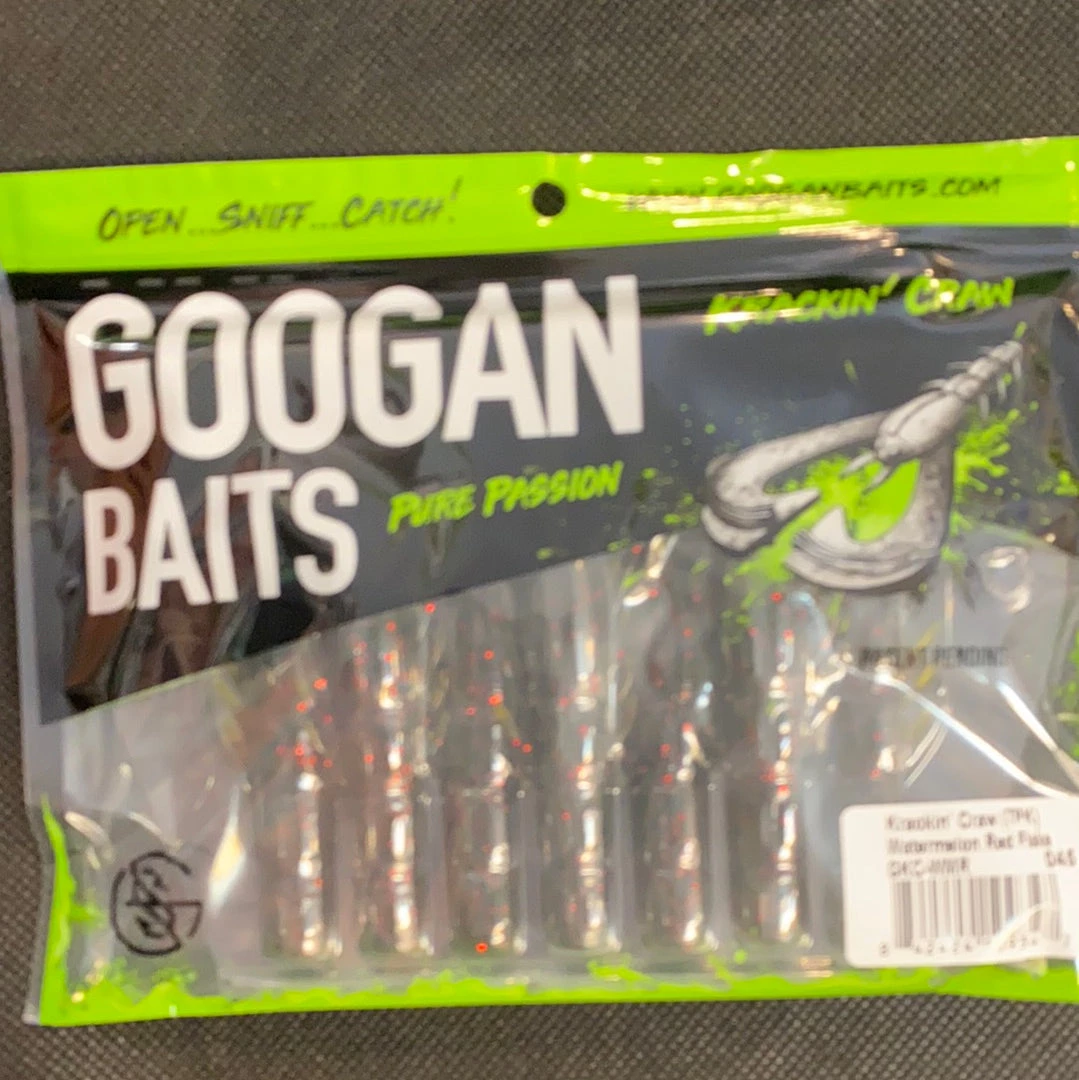 OPEN...SNIFF...CATCH!
WWW.GOOGANBAITS.COM
GOOGAN
BAITS
PURE PASSION
KRACKIN' CRAW
PATENT PENDING
Krackin' Craw (7PK)
Watermelon Red Flake